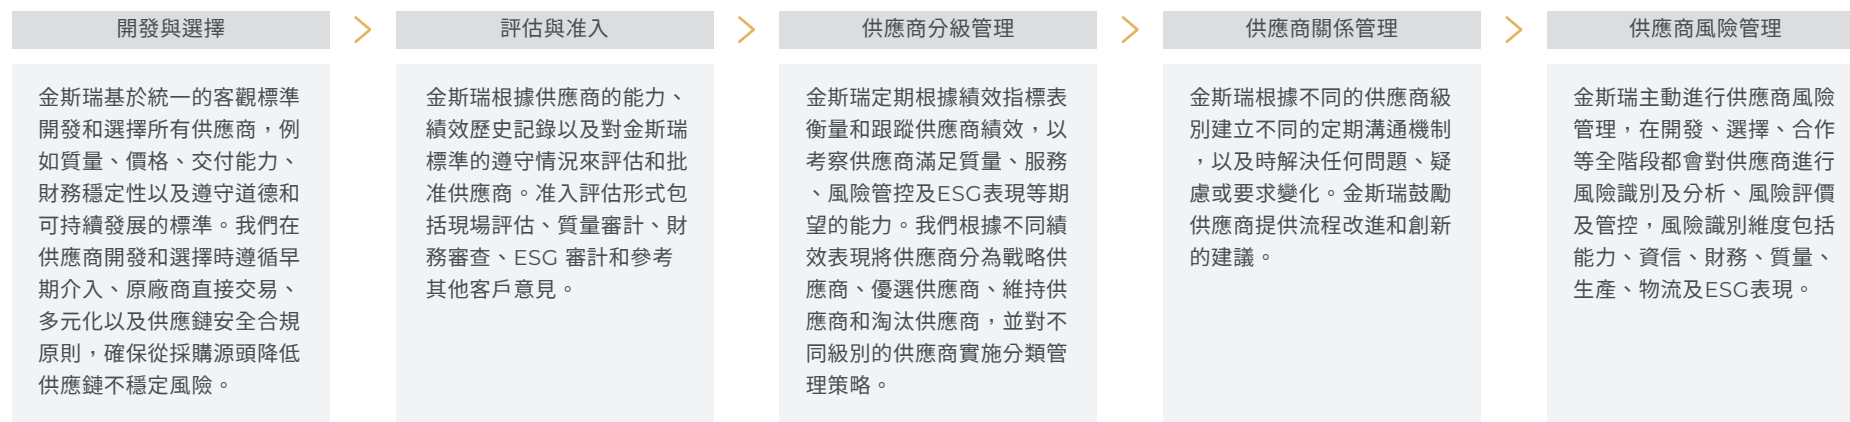 開發與選擇
金斯瑞基於統一的客觀標準
開發和選擇所有供應商，例
如質量、價格、交付能力、
財務穩定性以及遵守道德和
可持續發展的標準。我們在
供應商開發和選擇時遵循早
期介入、原廠商直接交易、
多元化以及供應鏈安全合規
原則，確保從採購源頭降低
供應鏈不穩定風險。
評估與准入
金斯瑞根據供應商的能力、
績效歷史記錄以及對金斯瑞
標準的遵守情況來評估和批
准供應商。准入評估形式包
括現場評估、質量審計、財
務審查、ESG 審計和參考
其他客戶意見。
供應商分級管理
金斯瑞定期根據績效指標表
衡量和跟蹤供應商績效，以
考察供應商滿足質量、服務
、風險管控及ESG表現等期
望的能力。我們根據不同績
效表現將供應商分為戰略供
應商、優選供應商、維持供
應商和淘汰供應商，並對不
同級別的供應商實施分類管
理策略。
供應商關係管理
金斯瑞根據不同的供應商級
別建立不同的定期溝通機制
，以及時解決任何問題、疑
慮或要求變化。金斯瑞鼓勵
供應商提供流程改進和創新
的建議。
供應商風險管理
金斯瑞主動進行供應商風險
管理，在開發、選擇、合作
等全階段都會對供應商進行
風險識別及分析、風險評價
及管控，風險識別維度包括
能力、資信、財務、質量、
生產、物流及ESG表現。